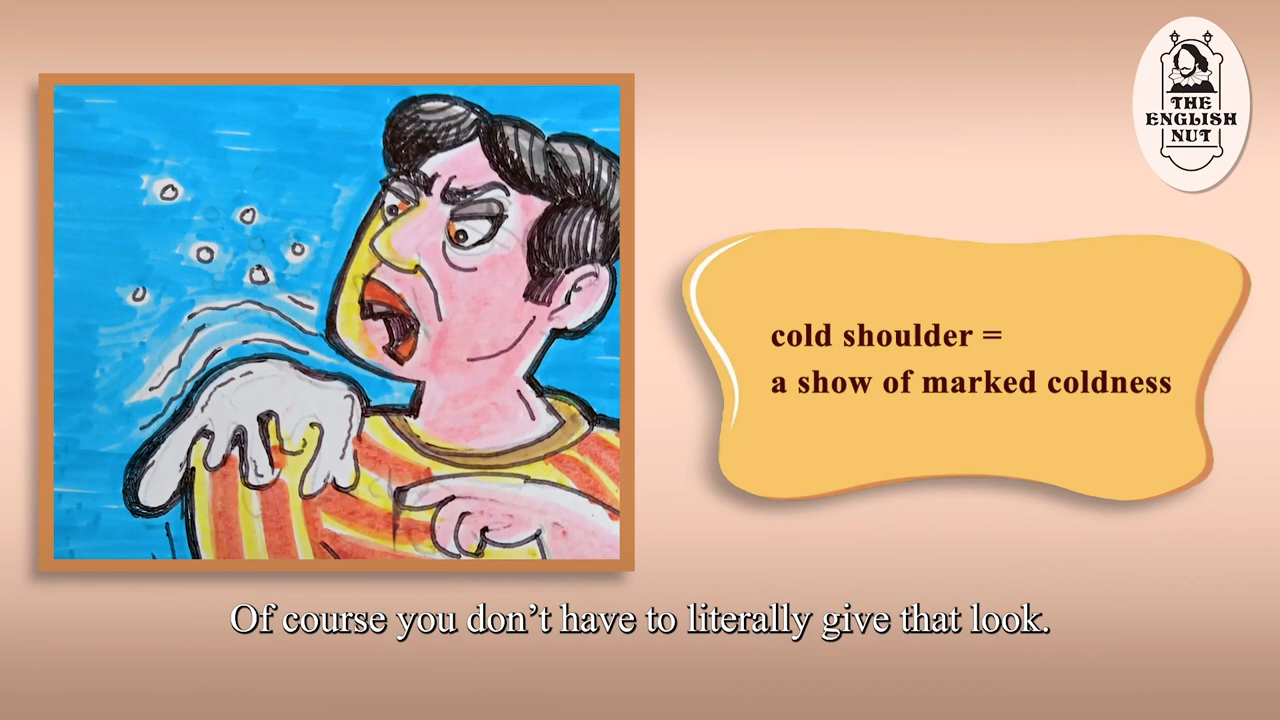 THE
ENGLISH
NUT
cold shoulder =
a show of marked coldness
Of course you don't have to literally give that look.